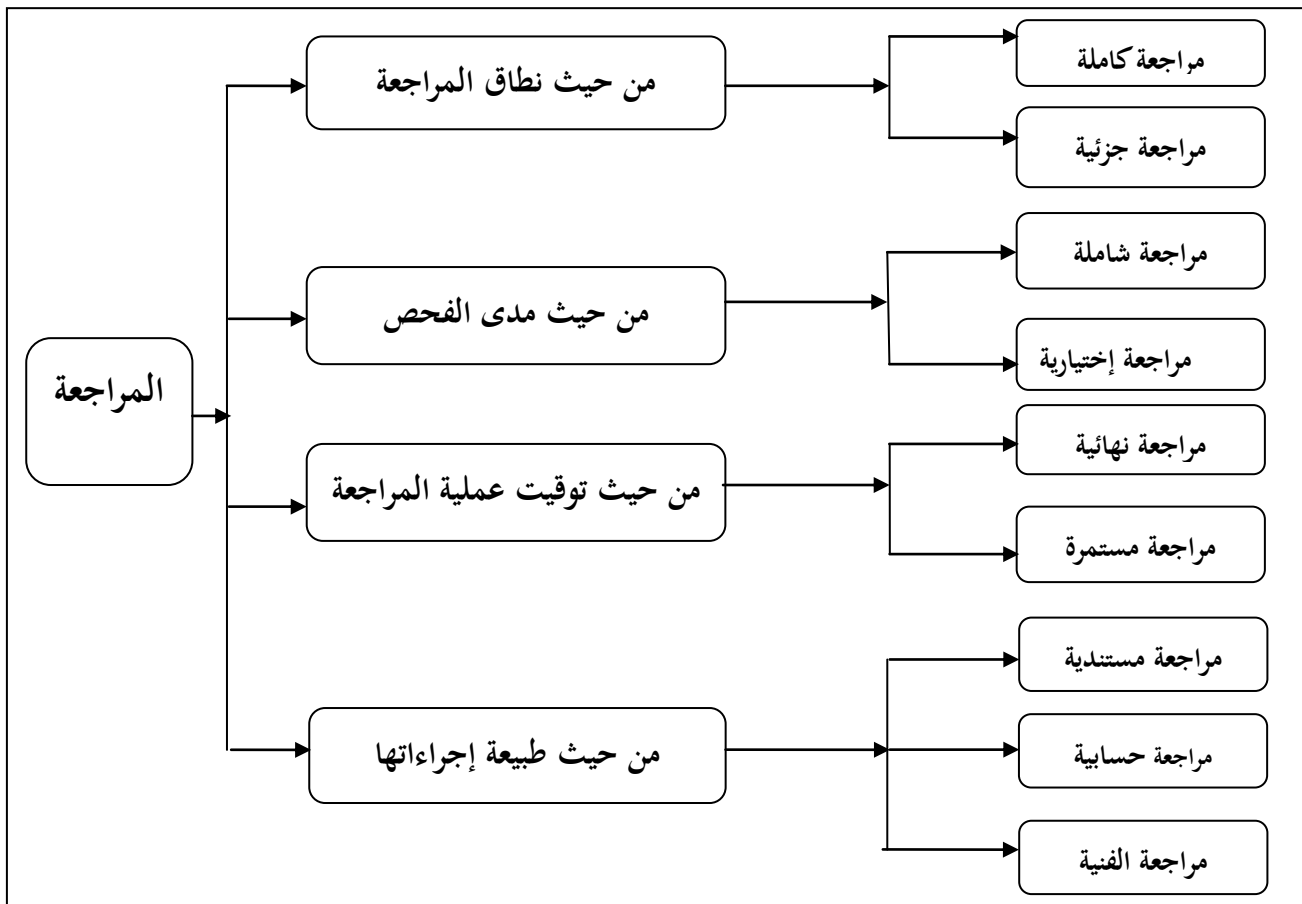 المراجعة
من حيث نطاق المراجعة
مراجعة كاملة
مراجعة جزئية
من حيث مدى الفحص
مراجعة شاملة
مراجعة إختيارية
من حيث توقيت عملية المراجعة
مراجعة نهائية
مراجعة مستمرة
من حيث طبيعة إجراءاتها
مراجعة مستندية
مراجعة حسابية
مراجعة الفنية